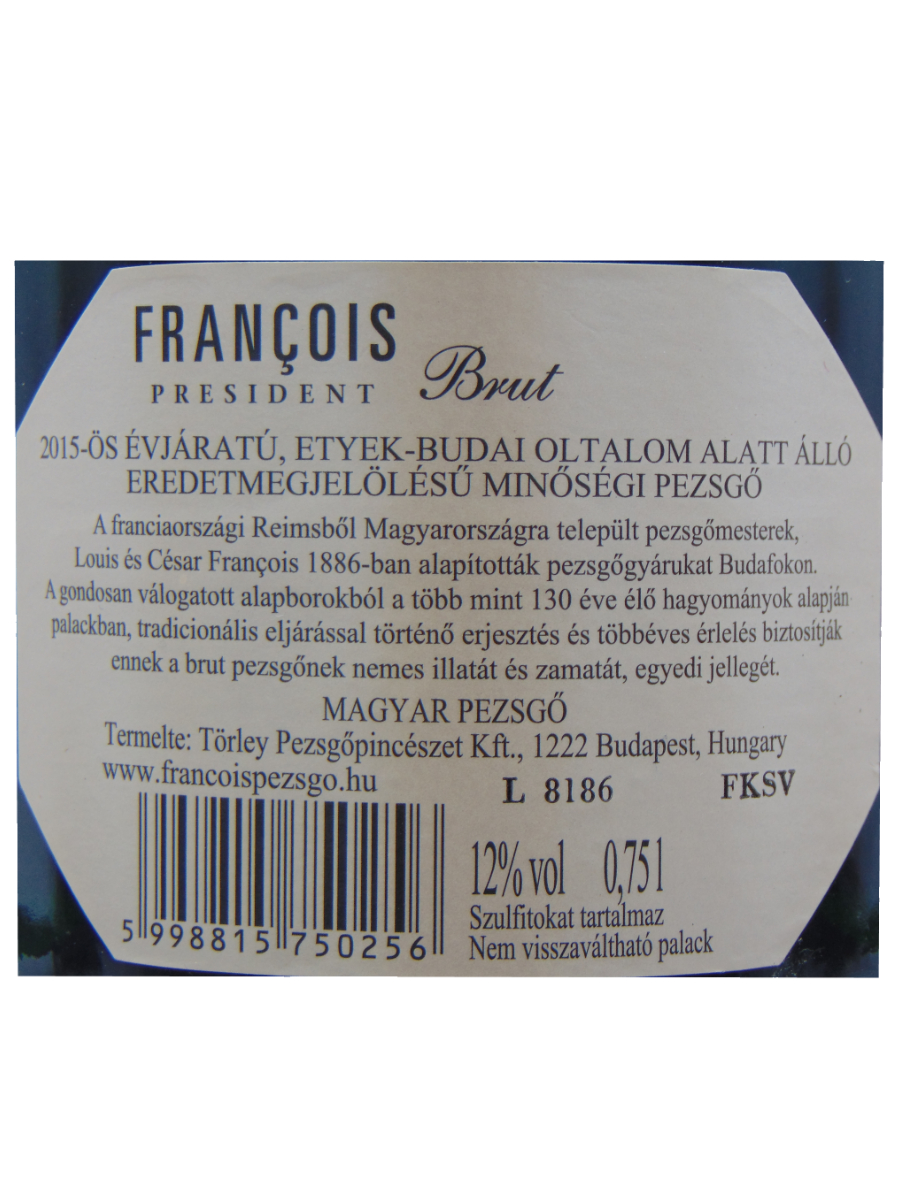 FRANÇOIS
PRESIDENT
Brut
2015-ÖS ÉVJÁRATÚ, ETYEK-BUDAI OLTALOM ALATT ÁLLÓ
EREDETMEGJELÖLÉSŰ MINŐSÉGI PEZSGŐ
A franciaországi Reimsből Magyarországra települt pezsgőmesterek,
Louis és César François 1886-ban alapították pezsgőgyárukat Budafokon.
A gondosan válogatott alapborokból a több mint 130 éve élő hagyományok alapján
palackban, tradicionális eljárással történő erjesztés és többéves érlelés biztosítják
ennek a brut pezsgőnek nemes illatát és zamatát, egyedi jellegét.
MAGYAR PEZSGŐ
Termelte: Törley Pezsgőpincészet Kft., 1222 Budapest, Hungary
www.francoispezsgo.hu
L 8186 FKSV
12% vol 0,75 l
Szulfitokat tartalmaz
Nem visszaváltható palack
5 998815 750256